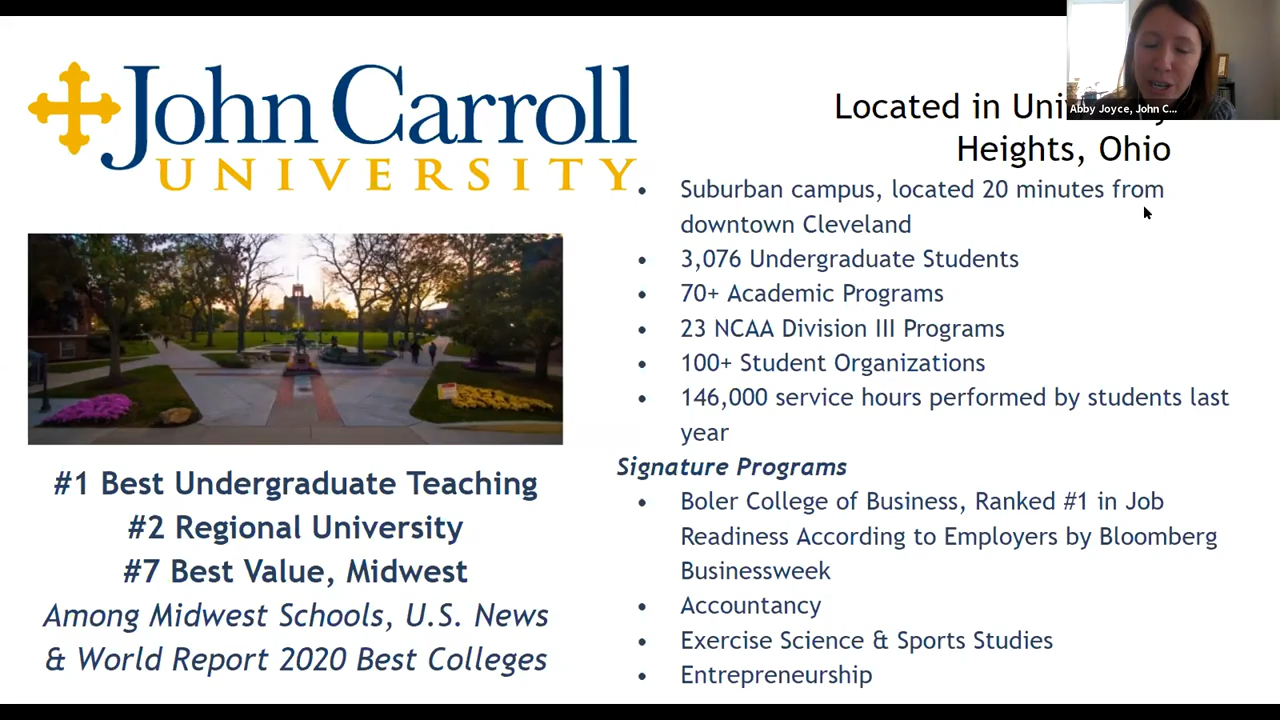 John Carroll
UNIVERSITY
Abby Joyce, John C...
Located in Uni
Heights, Ohio
• Suburban campus, located 20 minutes from
downtown Cleveland
• 3,076 Undergraduate Students
• 70+ Academic Programs
• 23 NCAA Division III Programs
• 100+ Student Organizations
• 146,000 service hours performed by students last
year
Signature Programs
• Boler College of Business, Ranked #1 in Job
Readiness According to Employers by Bloomberg
Businessweek
• Accountancy
• Exercise Science & Sports Studies
• Entrepreneurship
#1 Best Undergraduate Teaching
#2 Regional University
#7 Best Value, Midwest
Among Midwest Schools, U.S. News
& World Report 2020 Best Colleges